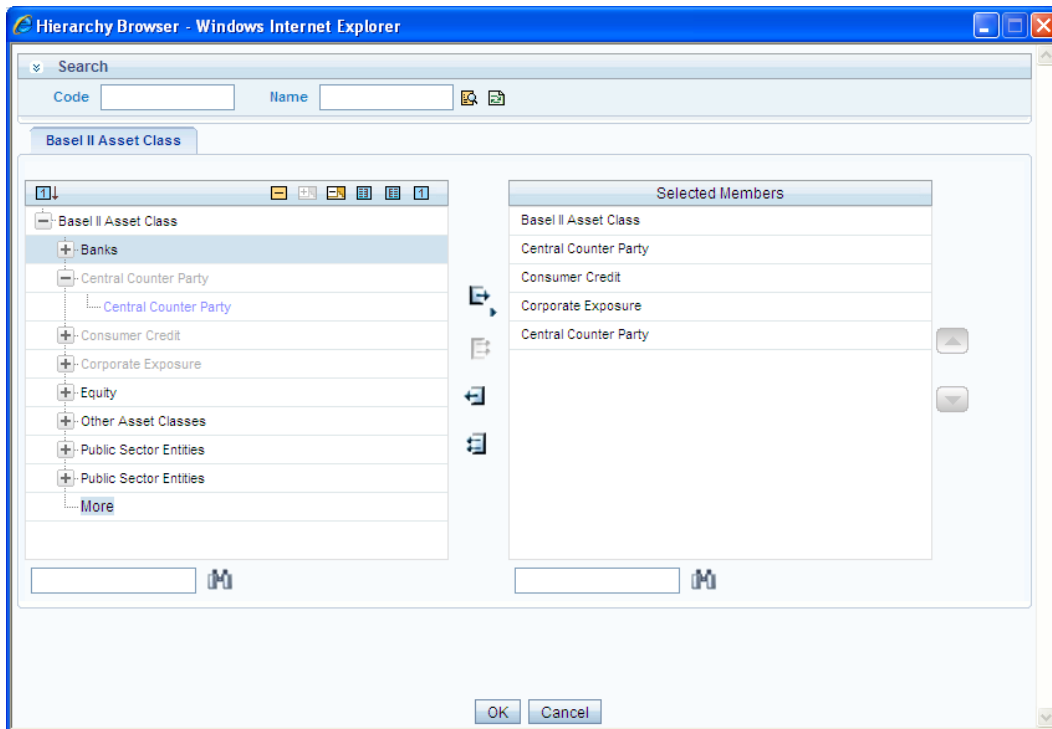 Hierarchy Browser - Windows Internet Explorer
Search
Code Name
Basel II Asset Class
Selected Members
Basel II Asset Class
Banks
Central Counter Party
Central Counter Party
Consumer Credit
Corporate Exposure
Equity
Other Asset Classes
Public Sector Entities
Public Sector Entities
More
Basel II Asset Class
Central Counter Party
Consumer Credit
Corporate Exposure
Central Counter Party
OK Cancel